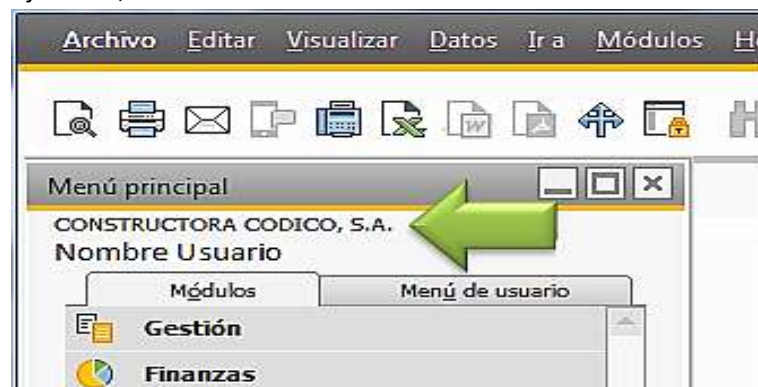 Archivo Editar Visualizar Datos Ir a Módulos
Menú principal
CONSTRUCTORA CODICO, S.A.
Nombre Usuario
Módulos Menú de usuario
Gestión
Finanzas